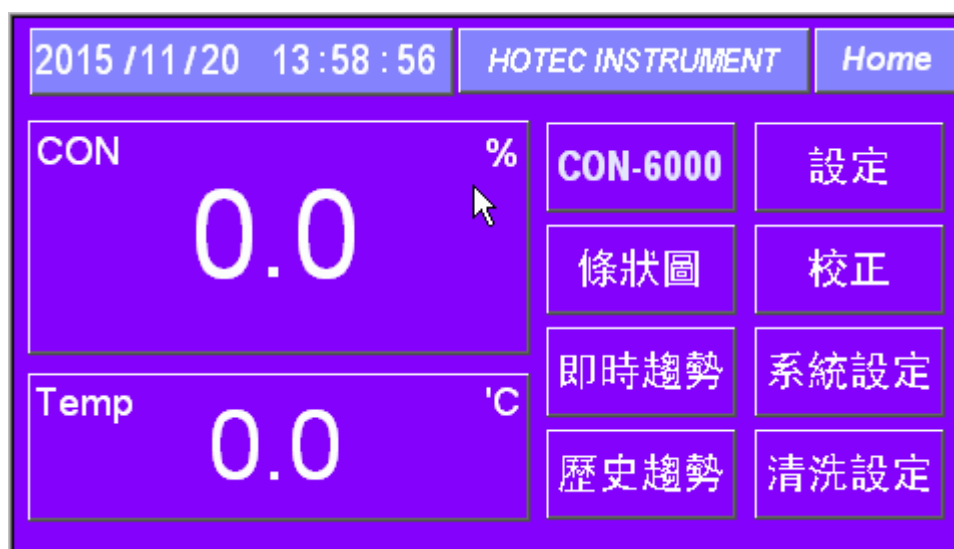 2015 /11/20 13:58:56 HOTEC INSTRUMENT Home
CON %
0.0
CON-6000 設定
條狀圖 校正
Temp 'C
0.0
即時趨勢 系統設定
歷史趨勢 清洗設定